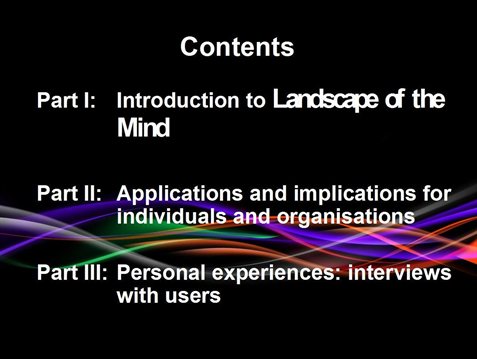 Contents
Part I: Introduction to Landscape of the
Mind
Part II: Applications and implications for
individuals and organisations
Part III: Personal experiences: interviews
with users